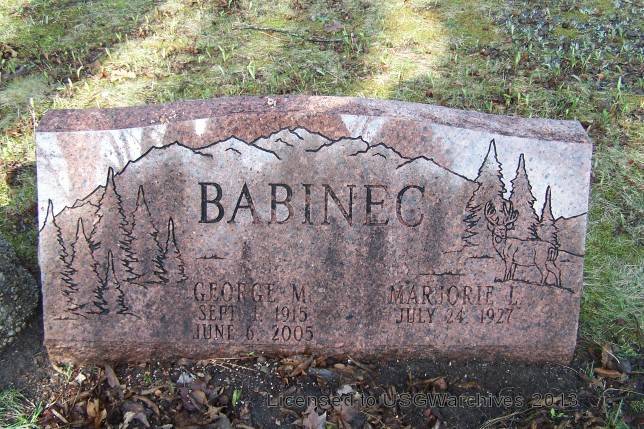 BABINEC
GEORGE M. MARJORIE L.
SEPT. 1, 1915 JULY 24, 1927
JUNE 6, 2005
Licensed to USGWarchives 2013